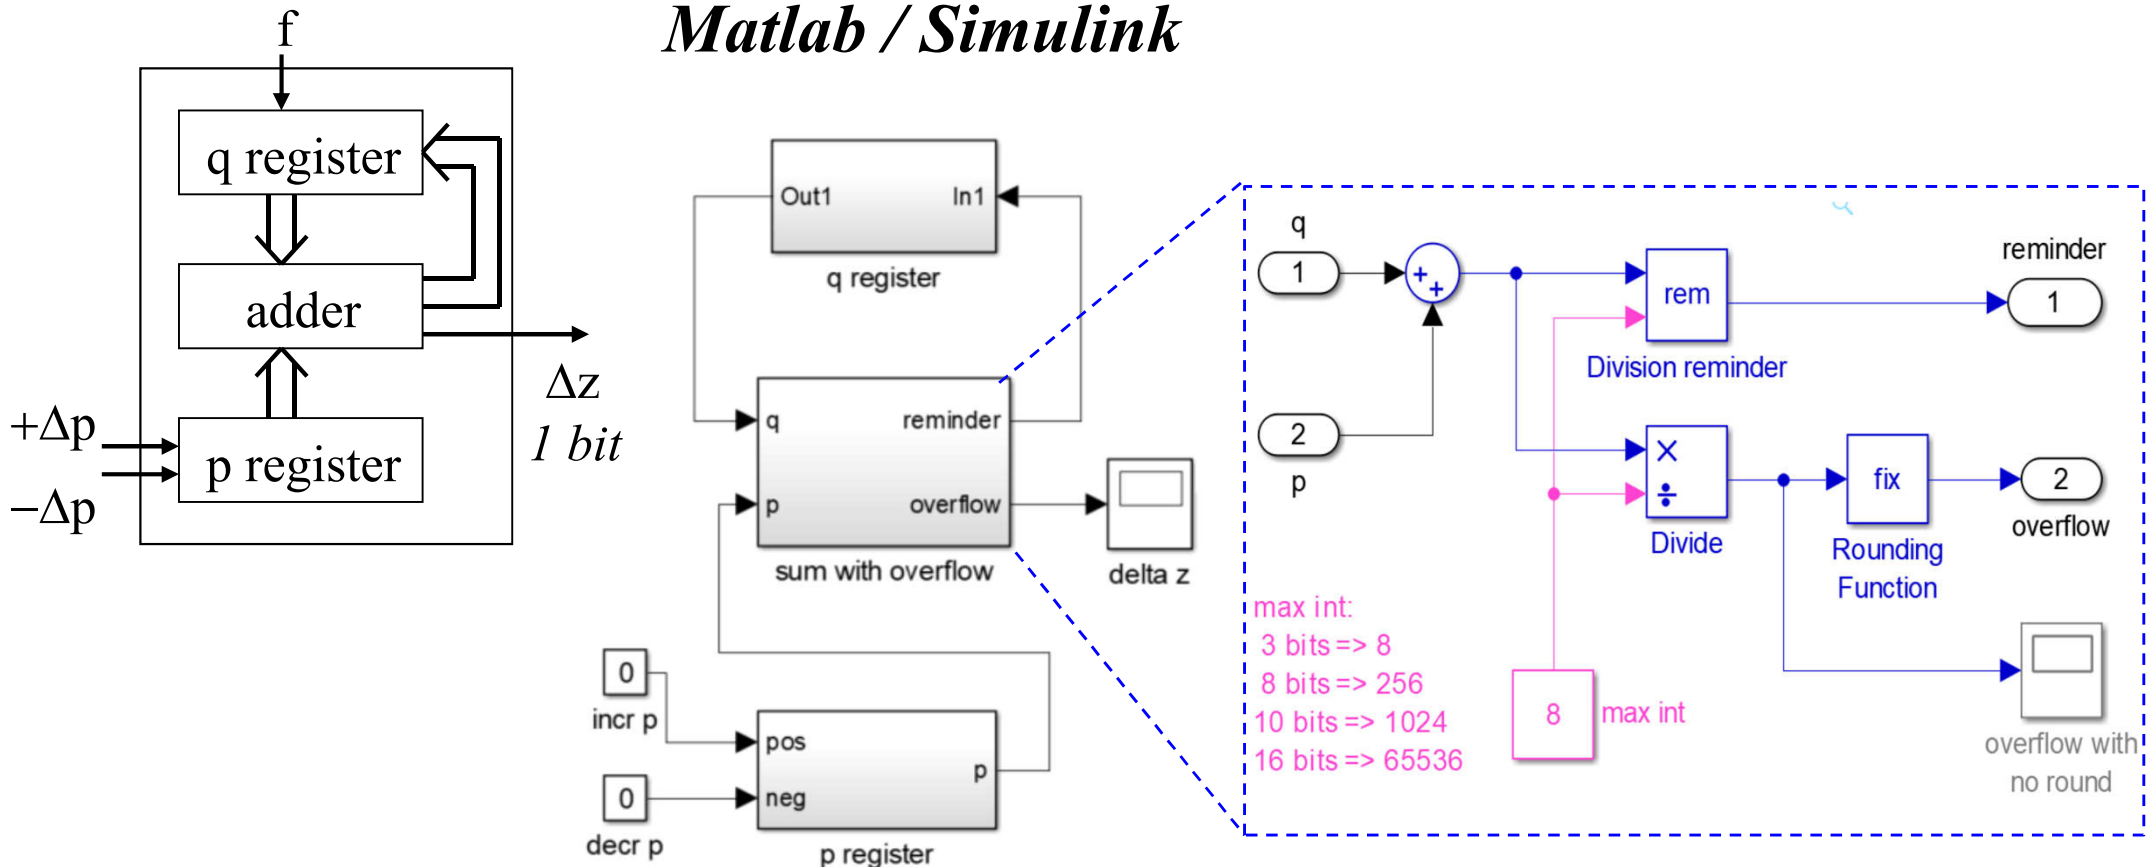 Matlab / Simulink
f
q register
adder
p register
+Δp
−Δp
Δz
1 bit
Out1
In1
q register
q
reminder
p
overflow
sum with overflow
delta z
0
incr p
0
decr p
pos
neg
p
p register
q
1
+
+
2
p
rem
Division reminder
reminder
1
×
÷
Divide
fix
Rounding
Function
2
overflow
max int:
3 bits => 8
8 bits => 256
10 bits => 1024
16 bits => 65536
8
max int
overflow with
no round